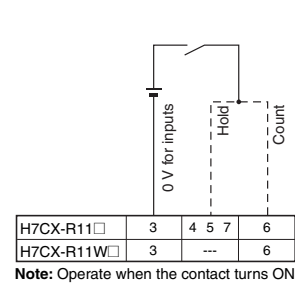 0 V for inputs
Hold
Count
H7CX-R11□ 3 4 5 7 6
H7CX-R11W□ 3 --- 6
Note: Operate when the contact turns ON